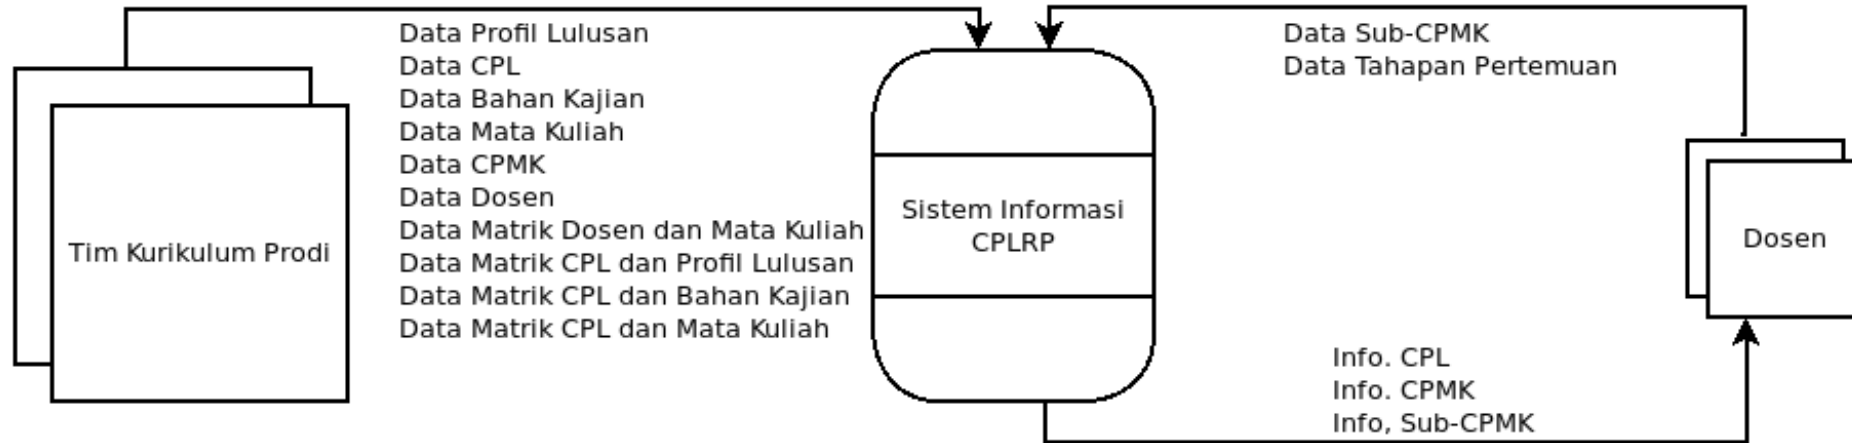 Data Profil Lulusan
Data CPL
Data Bahan Kajian
Data Mata Kuliah
Data CPMK
Data Dosen
Data Matrik Dosen dan Mata Kuliah
Data Matrik CPL dan Profil Lulusan
Data Matrik CPL dan Bahan Kajian
Data Matrik CPL dan Mata Kuliah
Tim Kurikulum Prodi
Sistem Informasi
CPLRP
Data Sub-CPMK
Data Tahapan Pertemuan
Dosen
Info. CPL
Info. CPMK
Info, Sub-CPMK